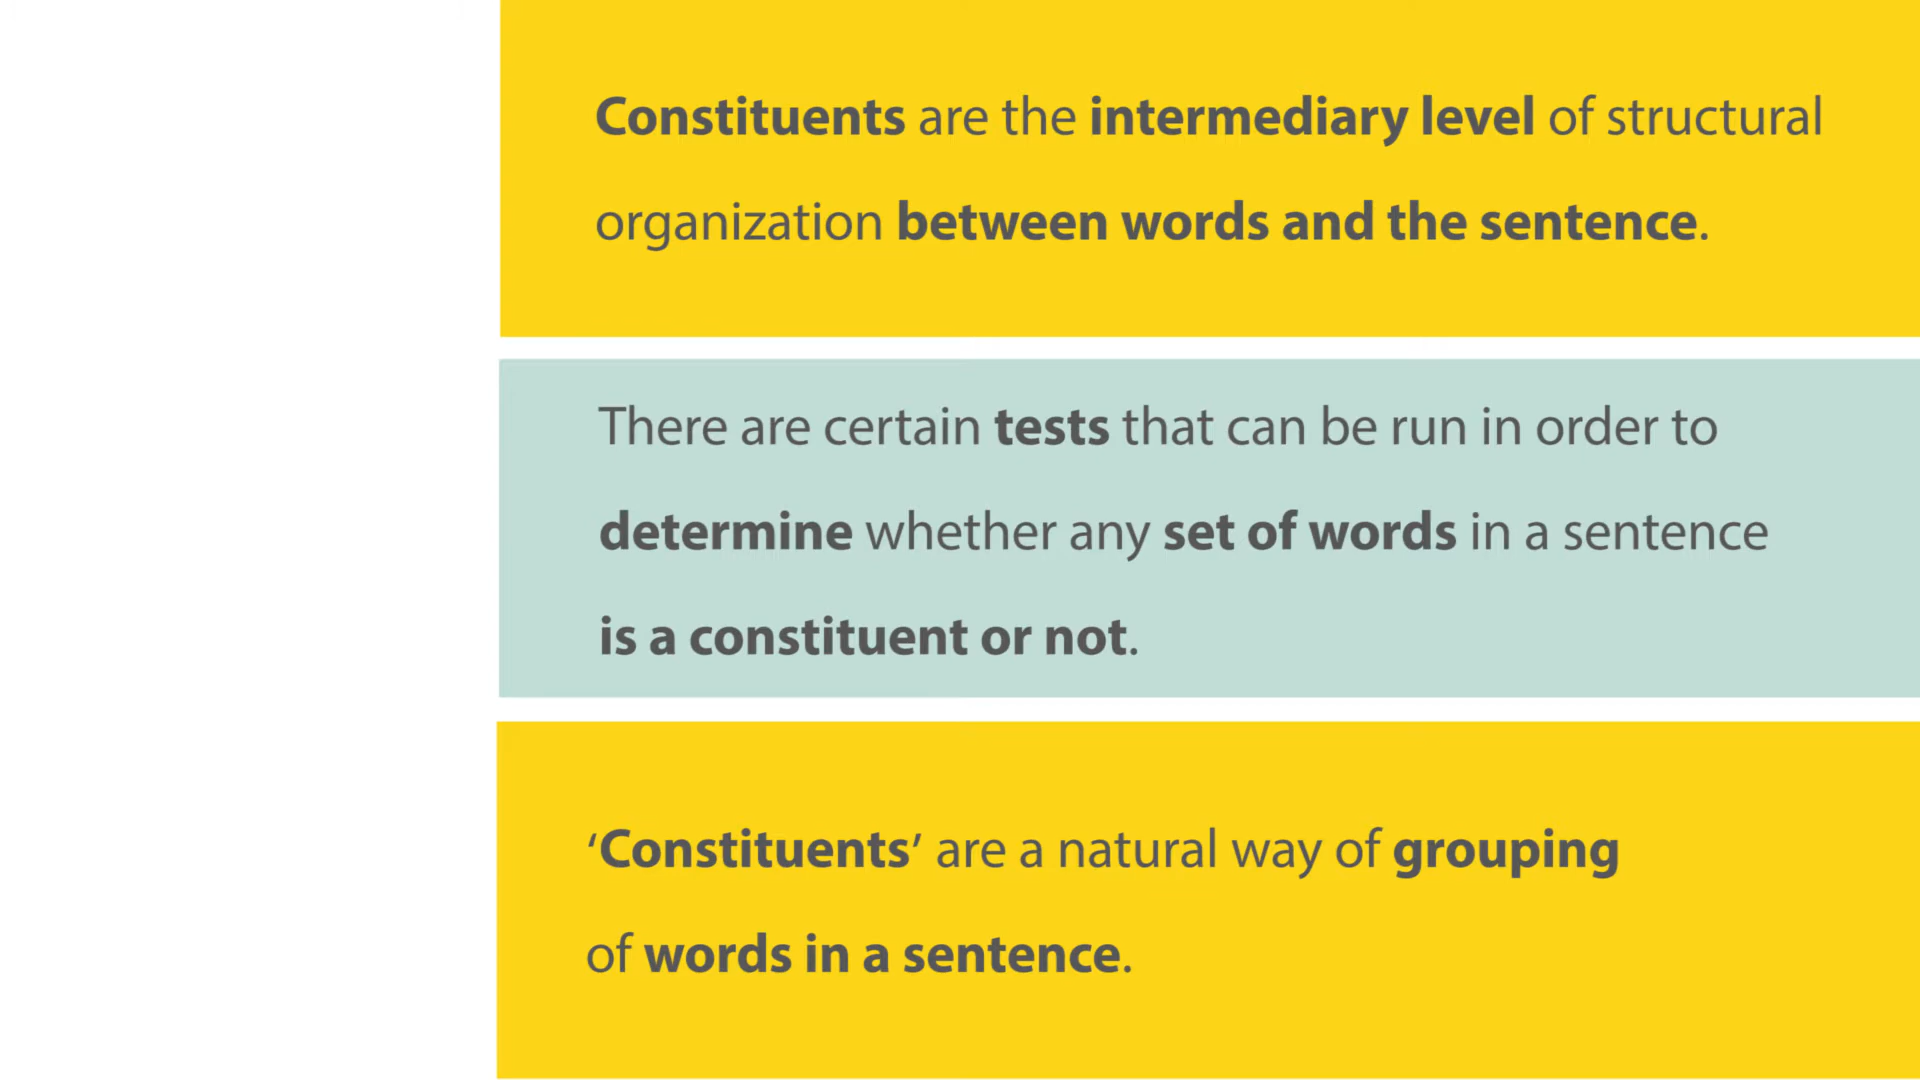 Constituents are the intermediary level of structural
organization between words and the sentence.
There are certain tests that can be run in order to
determine whether any set of words in a sentence
is a constituent or not.
‘Constituents’ are a natural way of grouping
of words in a sentence.